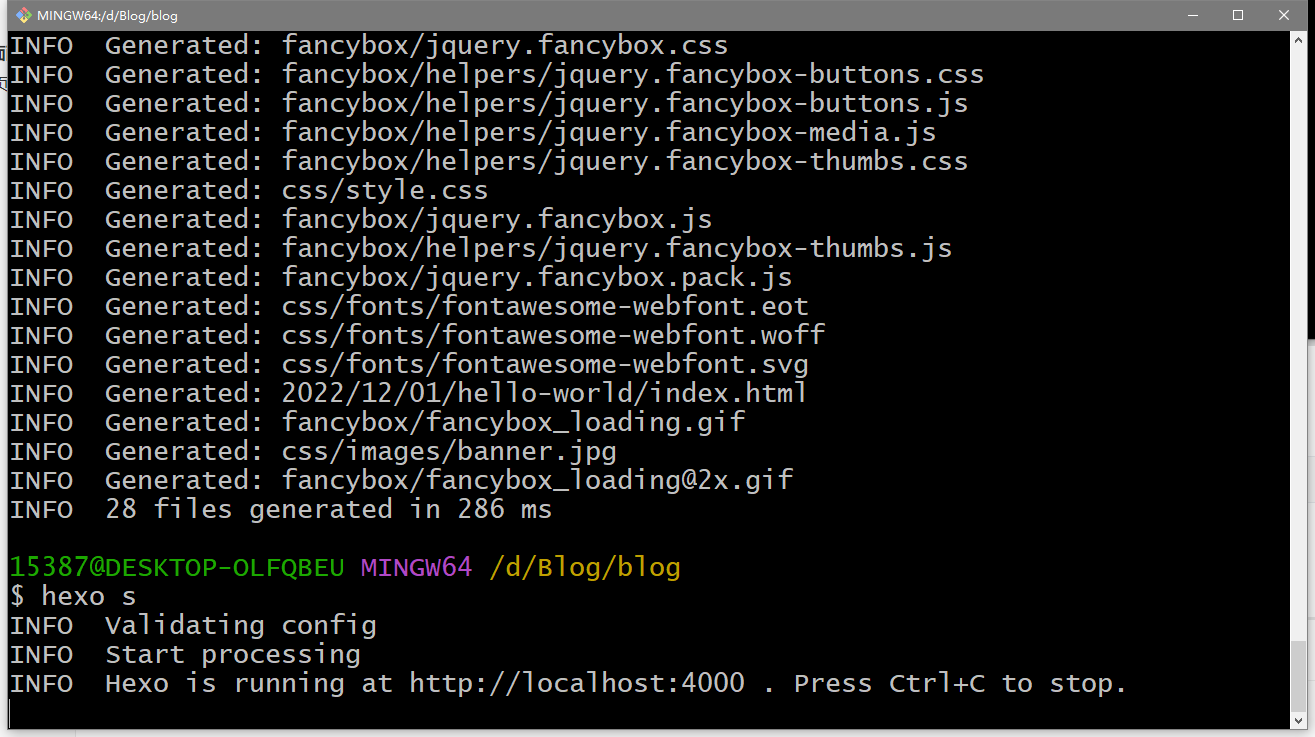 MINGW64:/d/Blog/blog
INFO  Generated: fancybox/jquery.fancybox.css
INFO  Generated: fancybox/helpers/jquery.fancybox-buttons.css
INFO  Generated: fancybox/helpers/jquery.fancybox-buttons.js
INFO  Generated: fancybox/helpers/jquery.fancybox-media.js
INFO  Generated: fancybox/helpers/jquery.fancybox-thumbs.css
INFO  Generated: css/style.css
INFO  Generated: fancybox/jquery.fancybox.js
INFO  Generated: fancybox/helpers/jquery.fancybox-thumbs.js
INFO  Generated: fancybox/jquery.fancybox.pack.js
INFO  Generated: css/fonts/fontawesome-webfont.eot
INFO  Generated: css/fonts/fontawesome-webfont.woff
INFO  Generated: css/fonts/fontawesome-webfont.svg
INFO  Generated: 2022/12/01/hello-world/index.html
INFO  Generated: fancybox/fancybox_loading.gif
INFO  Generated: css/images/banner.jpg
INFO  Generated: fancybox/fancybox_loading@2x.gif
INFO  28 files generated in 286 ms
15387@DESKTOP-OLFQBEU MINGW64 /d/Blog/blog
$ hexo s
INFO  Validating config
INFO  Start processing
INFO  Hexo is running at http://localhost:4000 . Press Ctrl+C to stop.